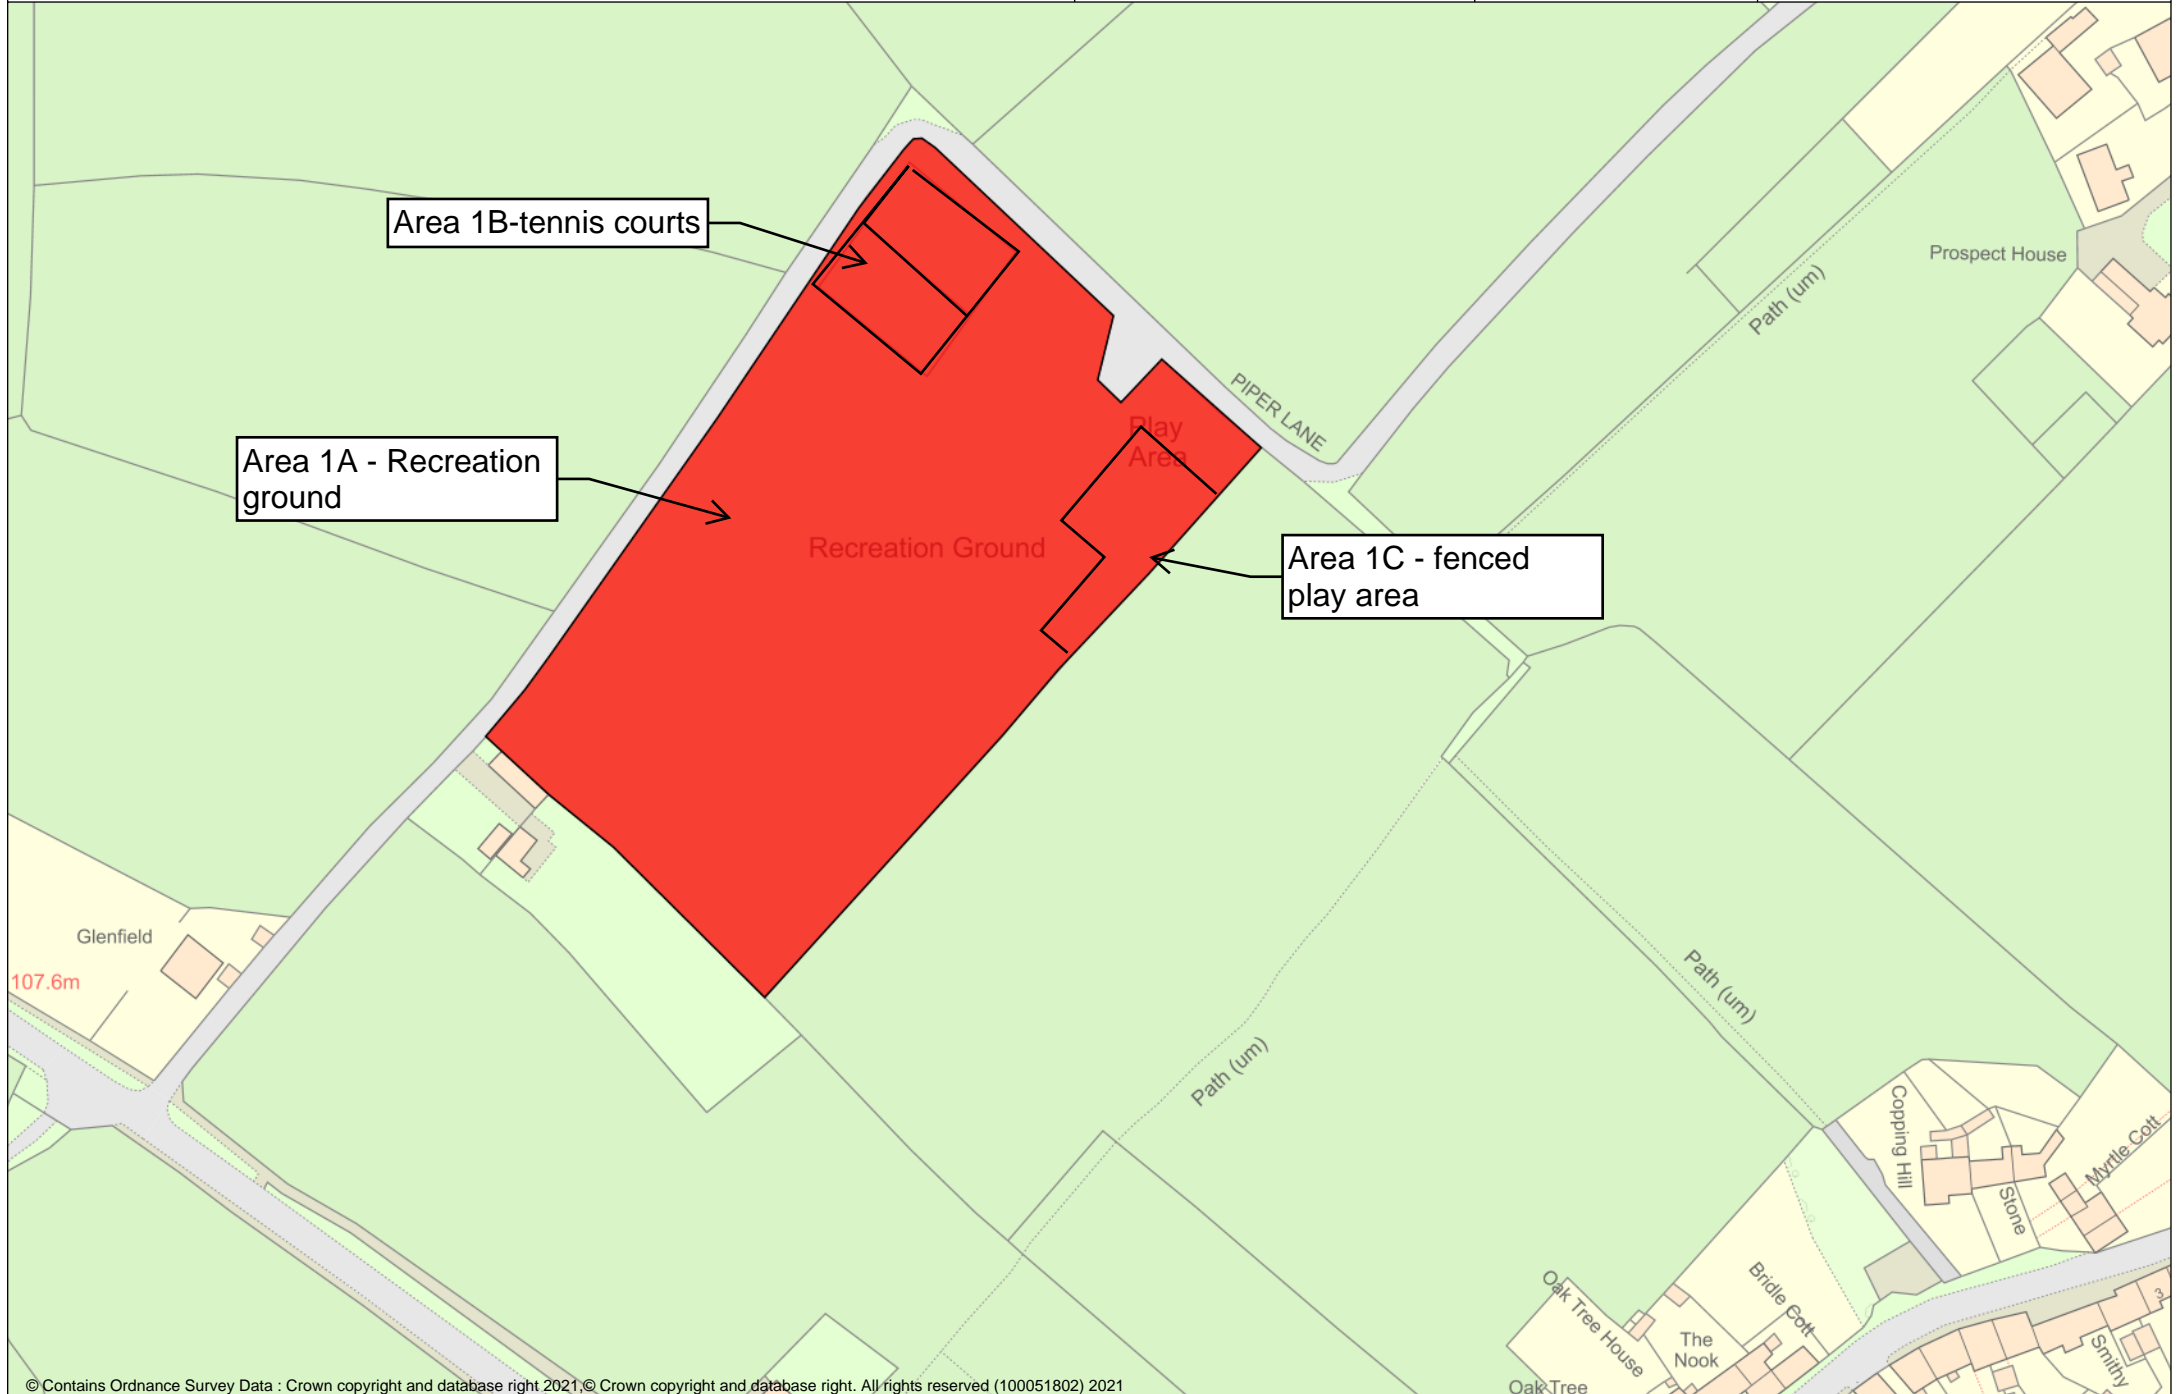 Area 1B-tennis courts
Prospect House
Path (um)
PIPER LANE
Play
Area
Area 1A - Recreation
ground
Recreation Ground
Area 1C - fenced
play area
Glenfield
107.6m
Path (um)
Path (um)
Copping Hill
Stone
Myrtle Cott
Bridle Cott
Oak Tree House
The
Nook
Oak Tree
Smithy
3
© Contains Ordnance Survey Data : Crown copyright and database right 2021,© Crown copyright and database right. All rights reserved (100051802) 2021